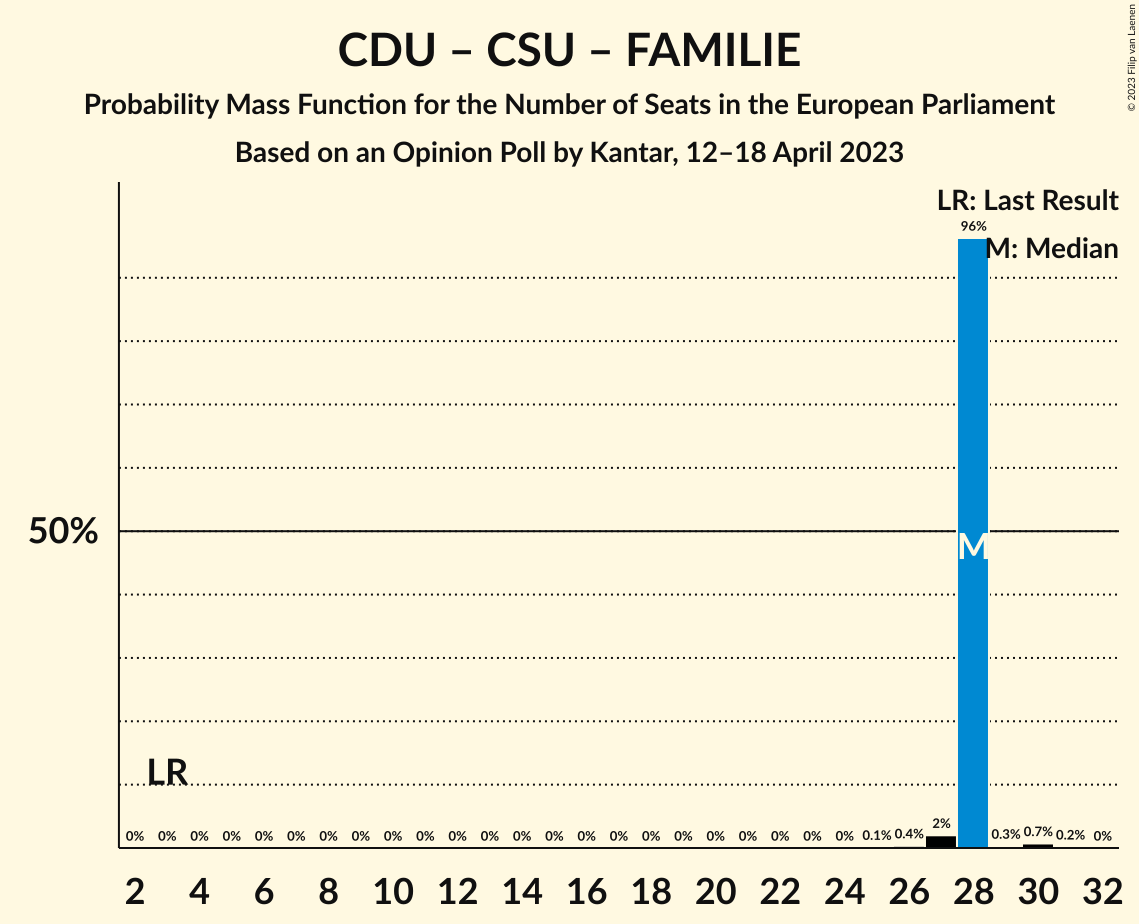 CDU – CSU – FAMILIE
Probability Mass Function for the Number of Seats in the European Parliament
Based on an Opinion Poll by Kantar, 12–18 April 2023
© 2023 Filip van Laenen
LR: Last Result
M: Median
96%
50%
M
LR
0% 0% 0% 0% 0% 0% 0% 0% 0% 0% 0% 0% 0% 0% 0% 0% 0% 0% 0% 0% 0% 0% 0% 0.1% 0.4% 2% 0.3% 0.7% 0.2% 0%
2 4 6 8 10 12 14 16 18 20 22 24 26 28 30 32